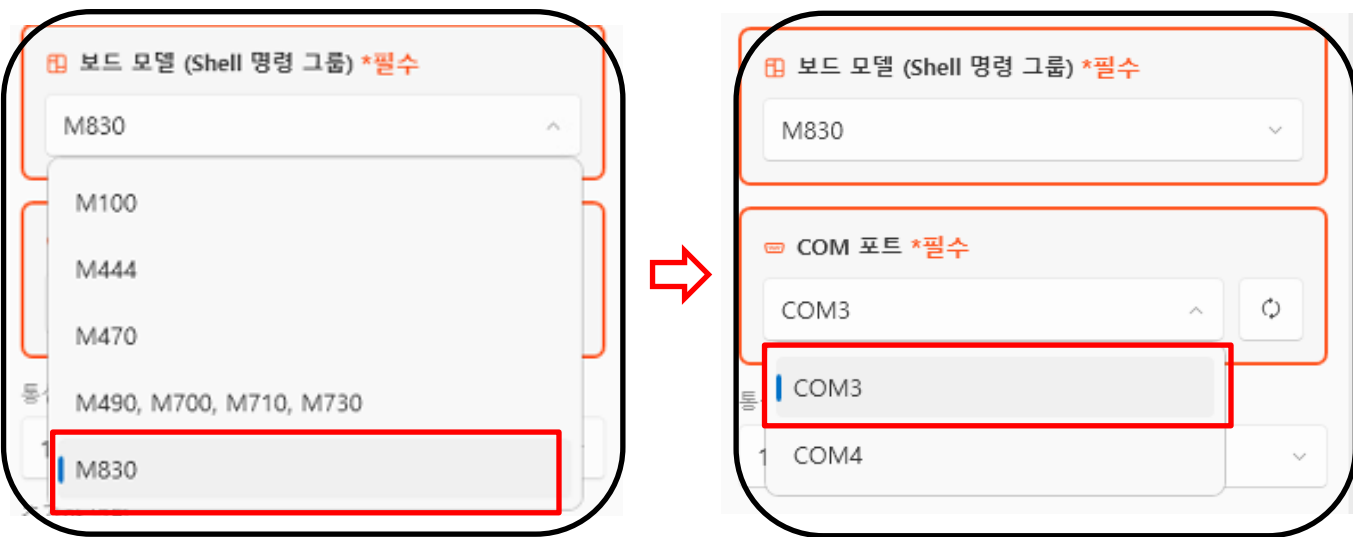 보드 모델 (Shell 명령 그룹) *필수
M830
M100
M444
M470
M490, M700, M710, M730
M830
보드 모델 (Shell 명령 그룹) *필수
M830
COM 포트 *필수
COM3
COM3
COM4